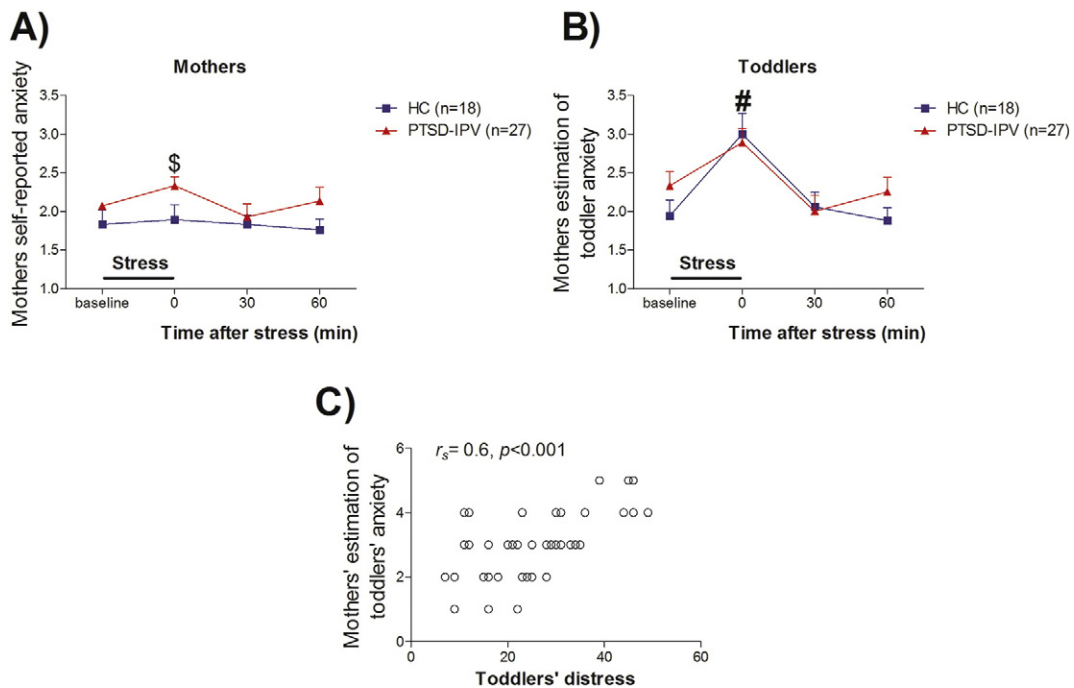 A)
Mothers
Mothers self-reported anxiety
3.5
3.0
2.5
2.0
1.5
1.0
$
Stress
baseline
0
30
60
Time after stress (min)
HC (n=18)
PTSD-IPV (n=27)
B)
Toddlers
Mothers estimation of
toddler anxiety
3.5
3.0
2.5
2.0
1.5
1.0
#
Stress
baseline
0
30
60
Time after stress (min)
HC (n=18)
PTSD-IPV (n=27)
C)
Mothers' estimation of
toddlers' anxiety
6
4
2
0
rs= 0.6, p<0.001
0
20
40
60
Toddlers' distress